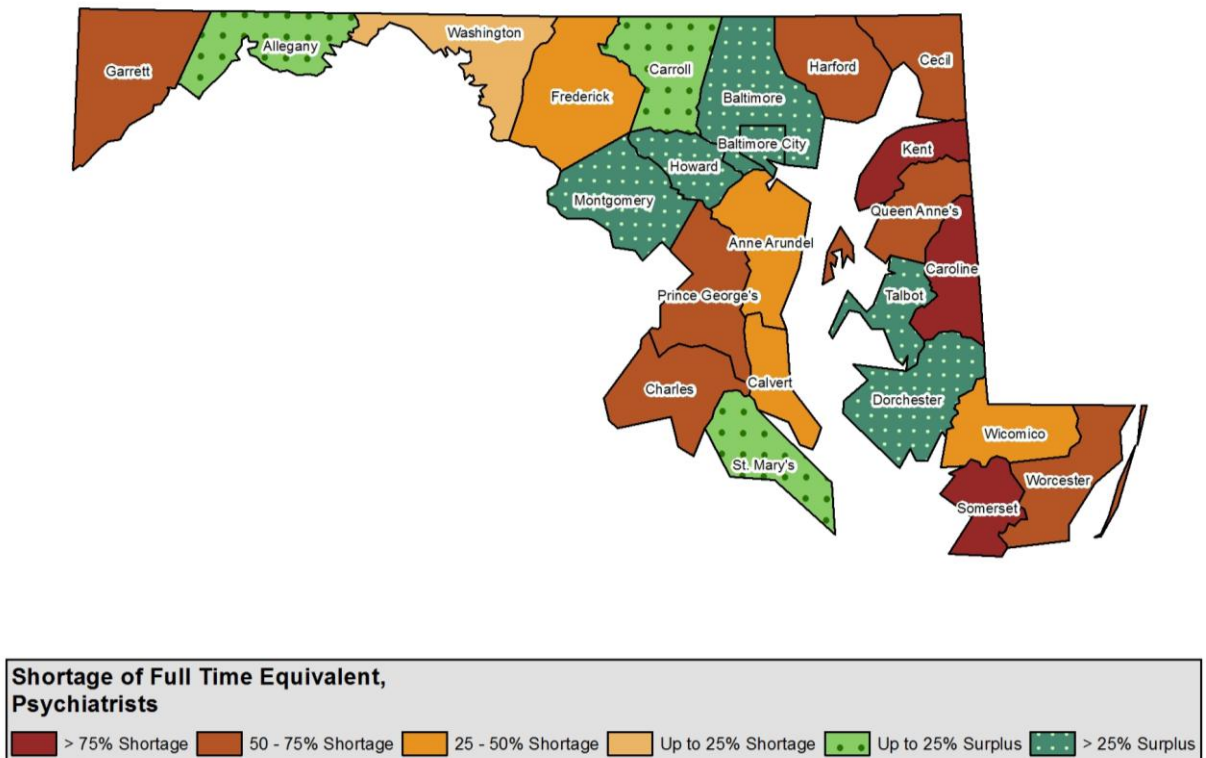 Garrett
Allegany
Washington
Frederick
Carroll
Baltimore
Harford
Cecil
Baltimore City
Howard
Montgomery
Kent
Queen Anne's
Anne Arundel
Caroline
Prince George's
Talbot
Charles
Calvert
Dorchester
St. Mary's
Wicomico
Worcester
Somerset
Shortage of Full Time Equivalent,
Psychiatrists
> 75% Shortage 50 - 75% Shortage 25 - 50% Shortage Up to 25% Shortage Up to 25% Surplus > 25% Surplus